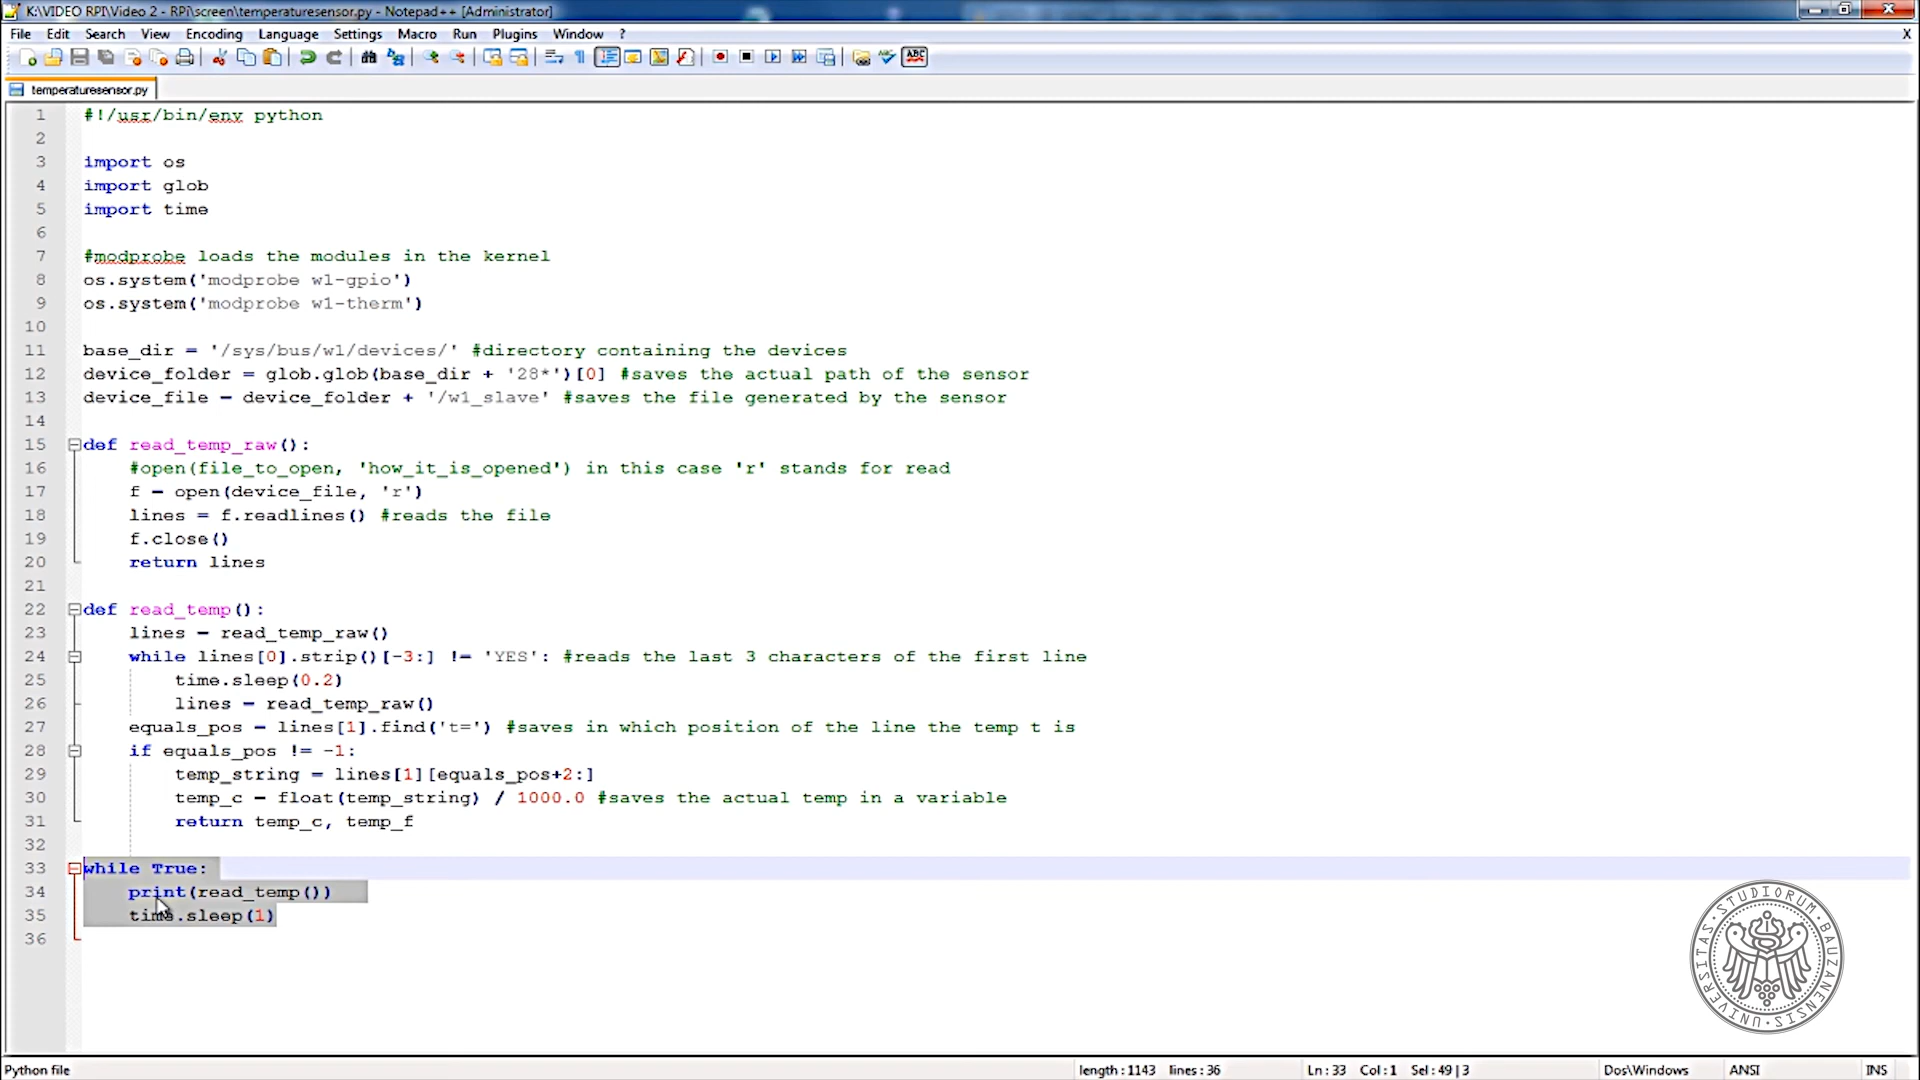 K:\VIDEO RPI\Video 2 - RPi\screen\temperaturesensor.py - Notepad++ [Administrator]
File Edit Search View Encoding Language Settings Macro Run Plugins Window ? X
ABC
temperaturesensor.py
1 #!/usr/bin/env python
2
3 import os
4 import glob
5 import time
6
7 #modprobe loads the modules in the kernel
8 os.system('modprobe w1-gpio')
9 os.system('modprobe w1-therm')
10
11 base_dir = '/sys/bus/w1/devices/' #directory containing the devices
12 device_folder = glob.glob(base_dir + '28*')[0] #saves the actual path of the sensor
13 device_file = device_folder + '/w1_slave' #saves the file generated by the sensor
14
15 def read_temp_raw():
16 #open(file_to_open, 'how_it_is_opened') in this case 'r' stands for read
17 f = open(device_file, 'r')
18 lines = f.readlines() #reads the file
19 f.close()
20 return lines
21
22 def read_temp():
23 lines = read_temp_raw()
24 while lines[0].strip()[-3:] != 'YES': #reads the last 3 characters of the first line
25 time.sleep(0.2)
26 lines = read_temp_raw()
27 equals_pos = lines[1].find('t=') #saves in which position of the line the temp t is
28 if equals_pos != -1:
29 temp_string = lines[1][equals_pos+2:]
30 temp_c = float(temp_string) / 1000.0 #saves the actual temp in a variable
31 return temp_c, temp_f
32
33 while True:
34 print(read_temp())
35 time.sleep(1)
36
STUDIORUM BAUZANENSIS UNIVERSITAS
Python file length : 1143 lines : 36 Ln : 33 Col : 1 Sel : 49 | 3 Dos\Windows ANSI INS